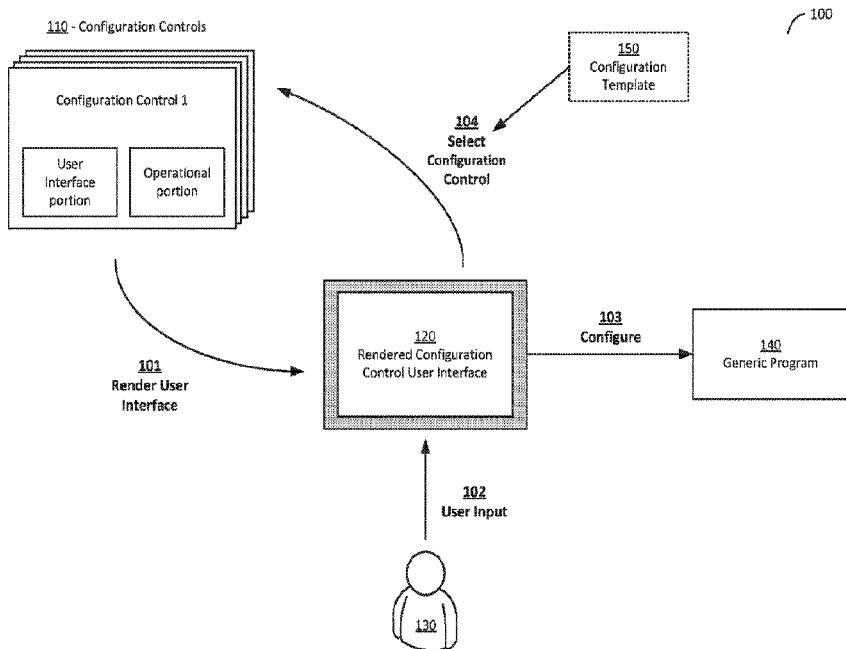 110 - Configuration Controls
100
150
Configuration
Template
Configuration Control 1
User
Interface
portion
Operational
portion
104
Select
Configuration
Control
101
Render User
Interface
120
Rendered Configuration
Control User Interface
103
Configure
140
Generic Program
102
User Input
130